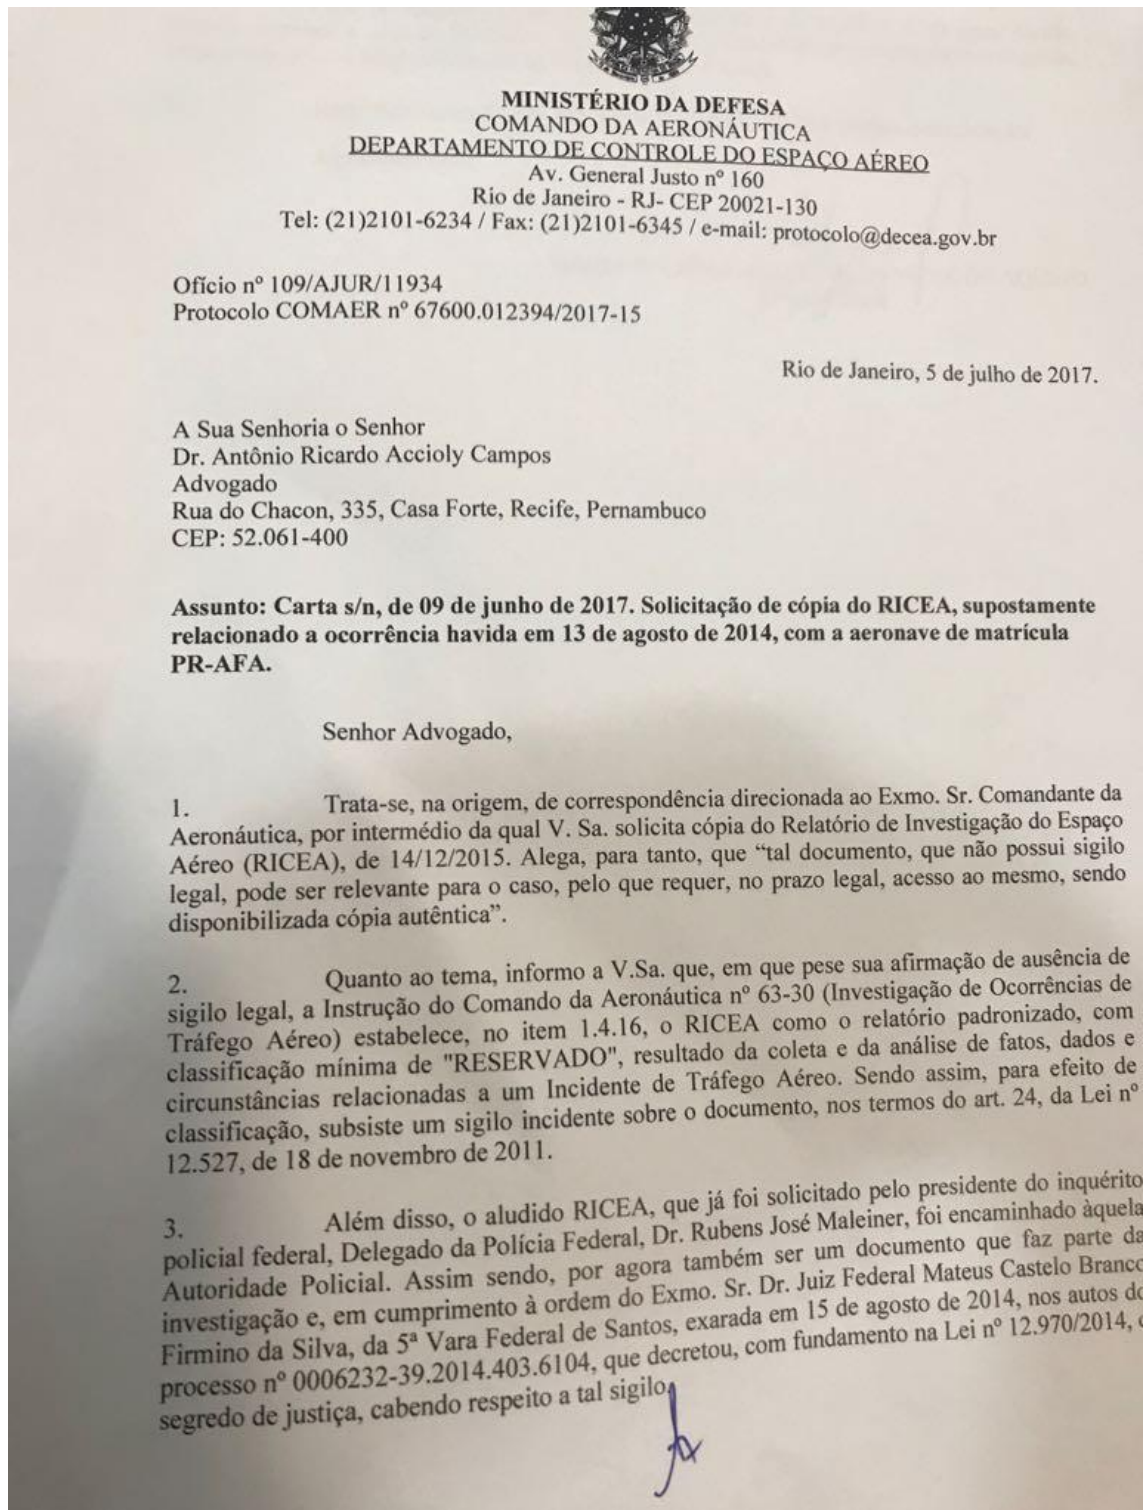 MINISTÉRIO DA DEFESA
COMANDO DA AERONÁUTICA
DEPARTAMENTO DE CONTROLE DO ESPAÇO AÉREO
Av. General Justo nº 160
Rio de Janeiro - RJ- CEP 20021-130
Tel: (21)2101-6234 / Fax: (21)2101-6345 / e-mail: protocolo@decea.gov.br
Ofício nº 109/AJUR/11934
Protocolo COMAER nº 67600.012394/2017-15
Rio de Janeiro, 5 de julho de 2017.
A Sua Senhoria o Senhor
Dr. Antônio Ricardo Accioly Campos
Advogado
Rua do Chacon, 335, Casa Forte, Recife, Pernambuco
CEP: 52.061-400
Assunto: Carta s/n, de 09 de junho de 2017. Solicitação de cópia do RICEA, supostamente
relacionado a ocorrência havida em 13 de agosto de 2014, com a aeronave de matrícula
PR-AFA.
Senhor Advogado,
1. Trata-se, na origem, de correspondência direcionada ao Exmo. Sr. Comandante da
Aeronáutica, por intermédio da qual V. Sa. solicita cópia do Relatório de Investigação do Espaço
Aéreo (RICEA), de 14/12/2015. Alega, para tanto, que “tal documento, que não possui sigilo
legal, pode ser relevante para o caso, pelo que requer, no prazo legal, acesso ao mesmo, sendo
disponibilizada cópia autêntica”.
2. Quanto ao tema, informo a V.Sa. que, em que pese sua afirmação de ausência de
sigilo legal, a Instrução do Comando da Aeronáutica nº 63-30 (Investigação de Ocorrências de
Tráfego Aéreo) estabelece, no item 1.4.16, o RICEA como o relatório padronizado, com
classificação mínima de "RESERVADO", resultado da coleta e da análise de fatos, dados e
circunstâncias relacionadas a um Incidente de Tráfego Aéreo. Sendo assim, para efeito de
classificação, subsiste um sigilo incidente sobre o documento, nos termos do art. 24, da Lei nº
12.527, de 18 de novembro de 2011.
3. Além disso, o aludido RICEA, que já foi solicitado pelo presidente do inquérito
policial federal, Delegado da Polícia Federal, Dr. Rubens José Maleiner, foi encaminhado àquela
Autoridade Policial. Assim sendo, por agora também ser um documento que faz parte da
investigação e, em cumprimento à ordem do Exmo. Sr. Dr. Juiz Federal Mateus Castelo Branco
Firmino da Silva, da 5ª Vara Federal de Santos, exarada em 15 de agosto de 2014, nos autos do
processo nº 0006232-39.2014.403.6104, que decretou, com fundamento na Lei nº 12.970/2014,
segredo de justiça, cabendo respeito a tal sigilo.